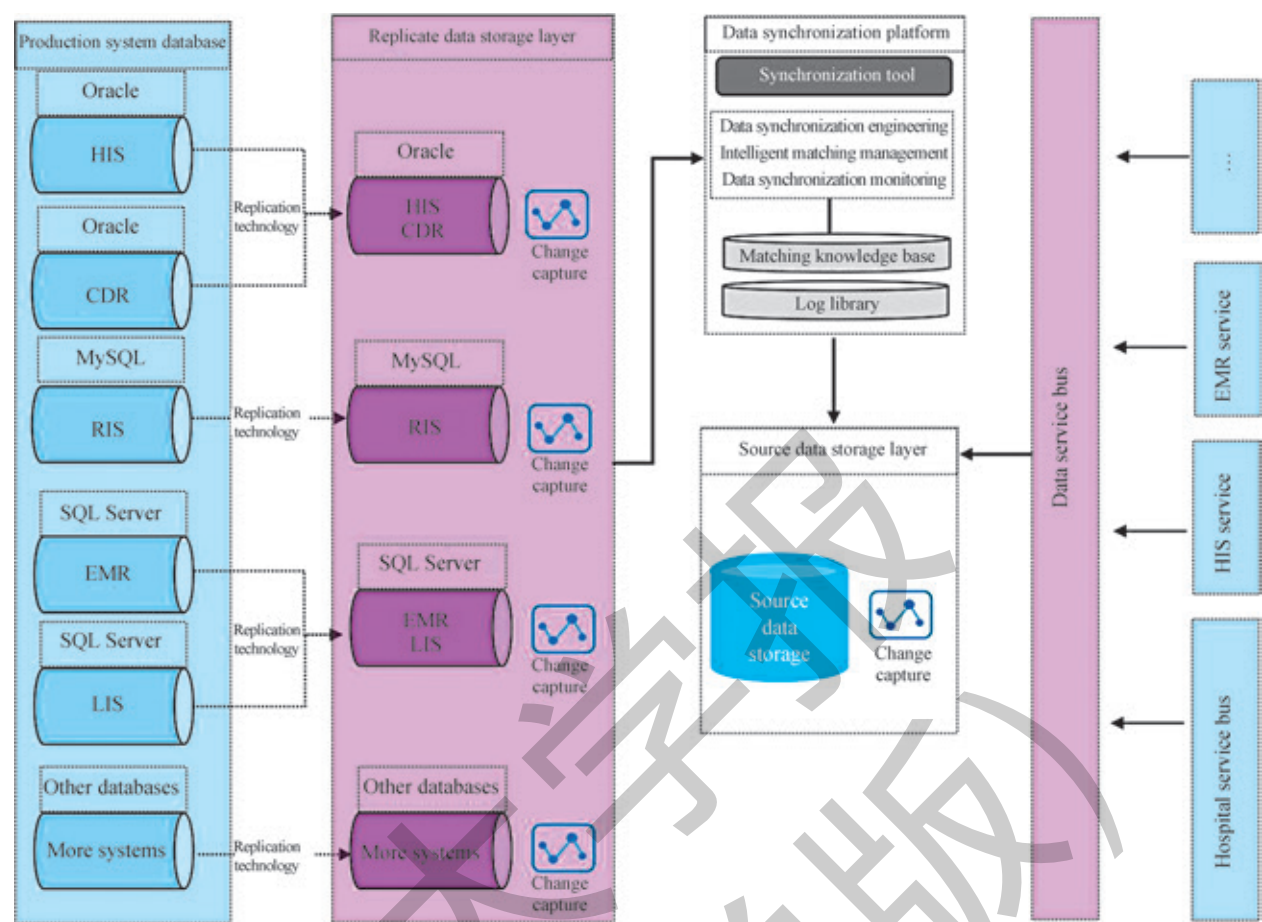 Production system database
Oracle
HIS
Oracle
CDR
MySQL
RIS
SQL Server
EMR
SQL Server
LIS
Other databases
More systems
Replication
technology
Replication
technology
Replication
technology
Replication
technology
Replicate data storage layer
Oracle
HIS
CDR
Change
capture
MySQL
RIS
Change
capture
SQL Server
EMR
LIS
Change
capture
Other databases
More systems
Change
capture
Data synchronization platform
Synchronization tool
Data synchronization engineering
Intelligent matching management
Data synchronization monitoring
Matching knowledge base
Log library
Source data storage layer
Source
data
storage
Change
capture
Data service bus
…
EMR service
HIS service
Hospital service bus
学报
版）